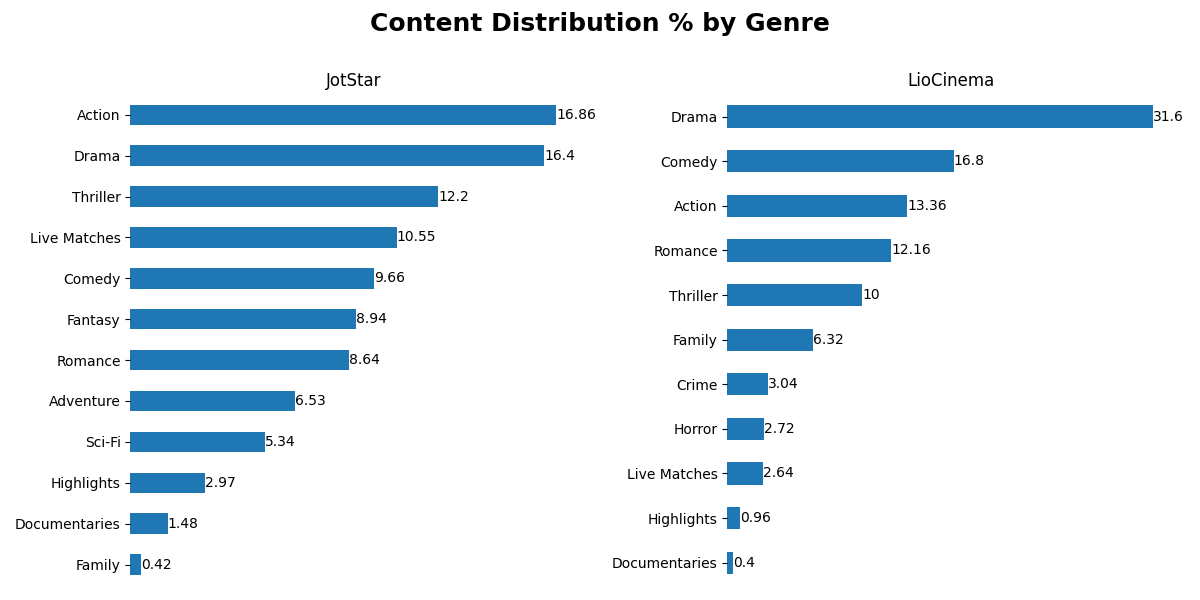 Content Distribution % by Genre
JotStar
Action 16.86
Drama 16.4
Thriller 12.2
Live Matches 10.55
Comedy 9.66
Fantasy 8.94
Romance 8.64
Adventure 6.53
Sci-Fi 5.34
Highlights 2.97
Documentaries 1.48
Family 0.42
LioCinema
Drama 31.6
Comedy 16.8
Action 13.36
Romance 12.16
Thriller 10
Family 6.32
Crime 3.04
Horror 2.72
Live Matches 2.64
Highlights 0.96
Documentaries 0.4